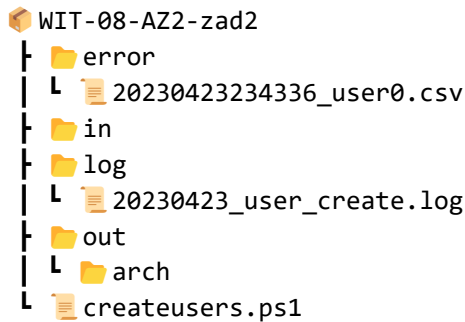 WIT-08-AZ2-zad2
error
20230423234336_user0.csv
in
log
20230423_user_create.log
out
arch
createusers.ps1